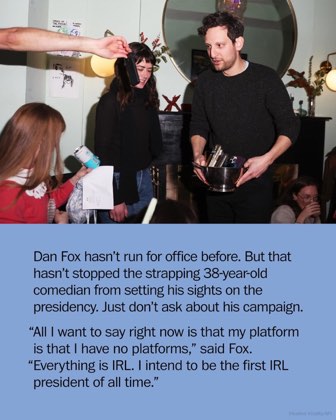 Dan Fox hasn’t run for office before. But that
hasn’t stopped the strapping 38-year-old
comedian from setting his sights on the
presidency. Just don’t ask about his campaign.
“All I want to say right now is that my platform
is that I have no platforms,” said Fox.
“Everything is IRL. I intend to be the first IRL
president of all time.”